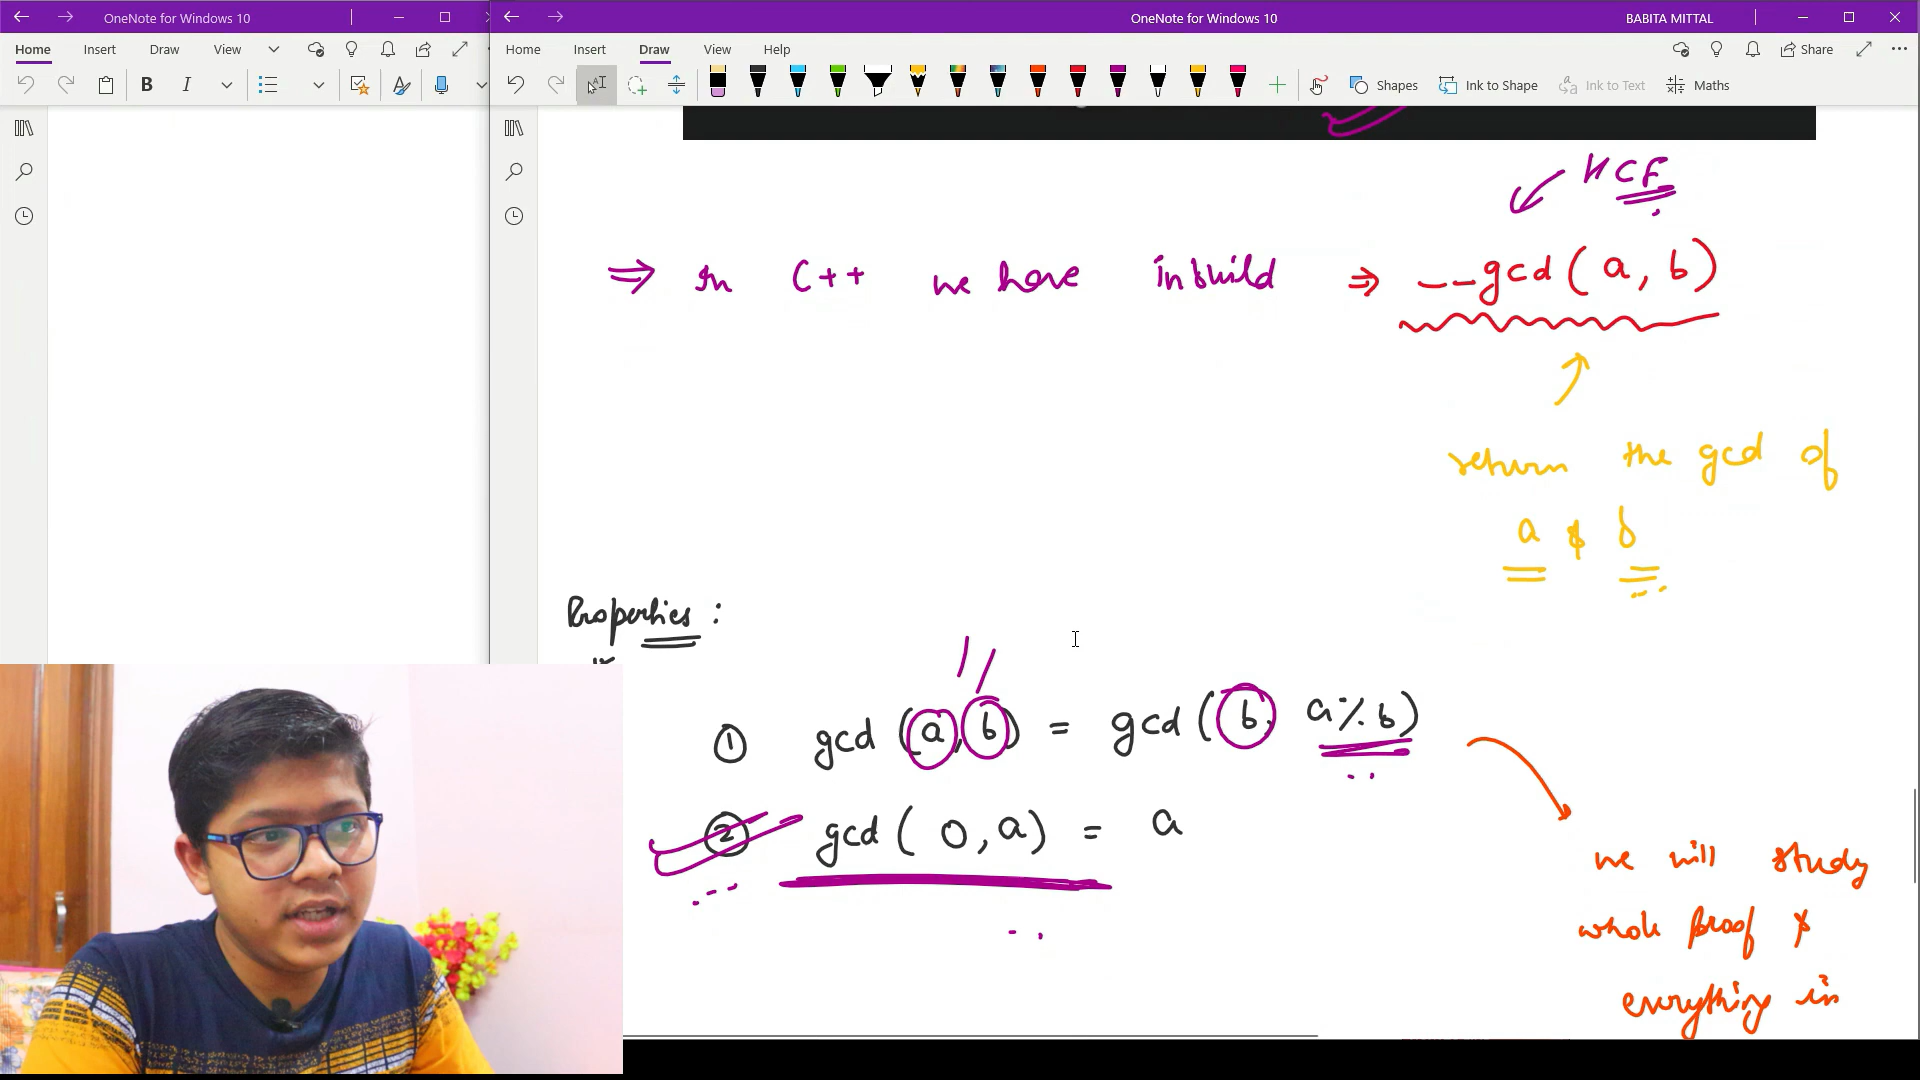 OneNote for Windows 10
Home Insert Draw View
B I
OneNote for Windows 10 BABITA MITTAL
Home Insert Draw View Help Share
Shapes Ink to Shape Ink to Text Maths
HCF
⇒ In C++ we have inbuild ⇒ --gcd(a, b)
return the gcd of
a & b
Properties :
① gcd (a, b) = gcd (b, a%b)
② gcd ( 0, a) = a
we will study
whole proof &
everything in